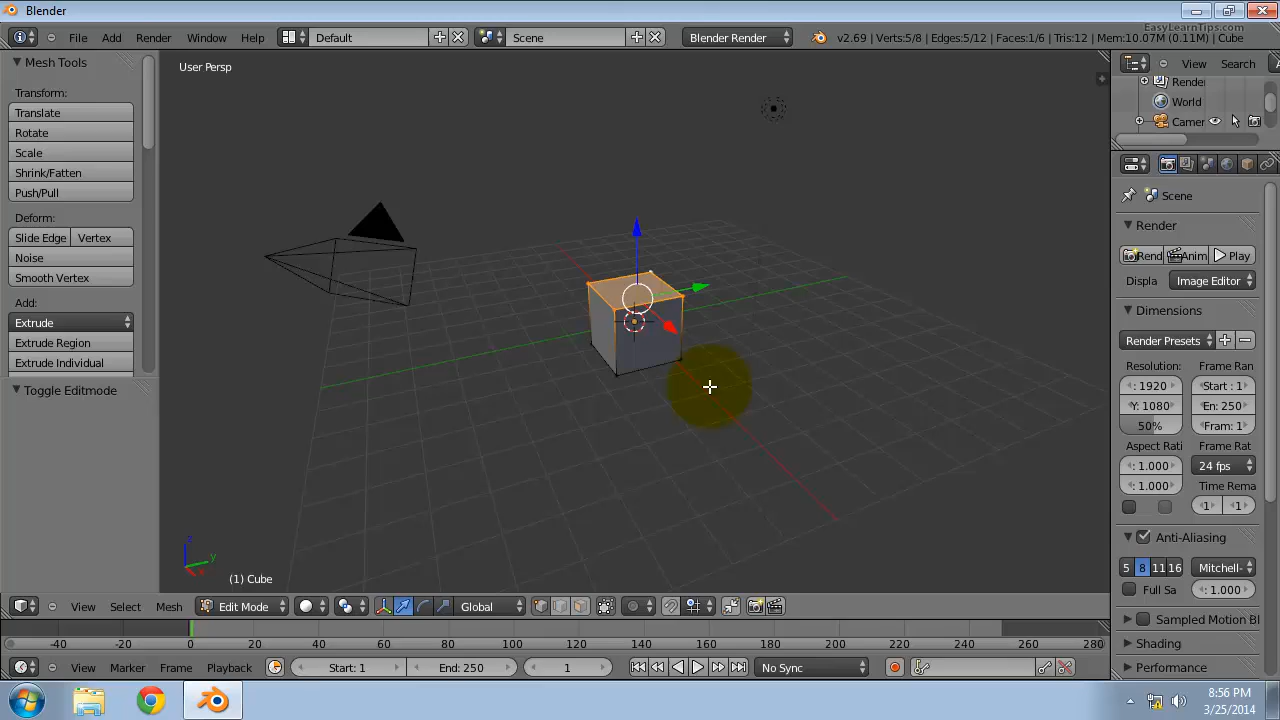 Blender
EasyLearnTips.com
File Add Render Window Help Default Scene Blender Render v2.69 | Verts:5/8 | Edges:5/12 | Faces:1/6 | Tris:12 | Mem:10.07M (0.11M) | Cube
Mesh Tools
Transform:
Translate
Rotate
Scale
Shrink/Fatten
Push/Pull
Deform:
Slide Edge Vertex
Noise
Smooth Vertex
Add:
Extrude
Extrude Region
Extrude Individual
Toggle Editmode
User Persp
z
y
x
(1) Cube
View Search
Render
World
Camer
Scene
Render
Rend Anim Play
Displa Image Editor
Dimensions
Render Presets
Resolution: Frame Ran
: 1920 Start : 1
Y: 1080 En: 250
50% Fram: 1
Aspect Rati Frame Rat
: 1.000 24 fps
: 1.000 Time Rema
1 1
Anti-Aliasing
5 8 11 16 Mitchell-
Full Sa : 1.000
Sampled Motion Bl
Shading
Performance
View Select Mesh Edit Mode Global
-40 -20 0 20 40 60 80 100 120 140 160 180 200 220 240 260 280
View Marker Frame Playback Start: 1 End: 250 1 No Sync
8:56 PM
3/25/2014